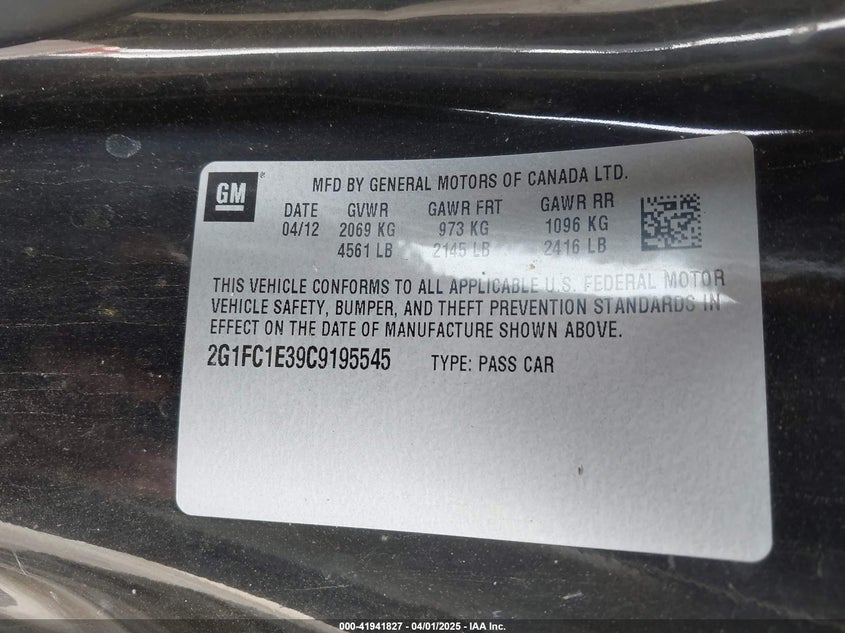 GM ®
MFD BY GENERAL MOTORS OF CANADA LTD.
DATE GVWR GAWR FRT GAWR RR
04/12 2069 KG 973 KG 1096 KG
4561 LB 2145 LB 2416 LB
THIS VEHICLE CONFORMS TO ALL APPLICABLE U.S. FEDERAL MOTOR
VEHICLE SAFETY, BUMPER, AND THEFT PREVENTION STANDARDS IN
EFFECT ON THE DATE OF MANUFACTURE SHOWN ABOVE.
2G1FC1E39C9195545 TYPE: PASS CAR
000-41941827 / 04/01/2025 - IAA Inc.